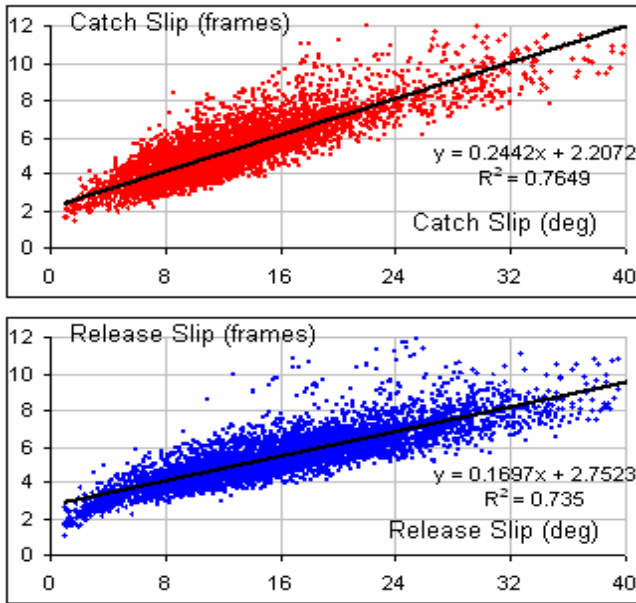 12
Catch Slip (frames)
10
8
6
4
y = 0.2442x + 2.2072
R² = 0.7649
2
Catch Slip (deg)
0
0 8 16 24 32 40
12
Release Slip (frames)
10
8
6
4
y = 0.1697x + 2.7523
R² = 0.735
2
Release Slip (deg)
0
0 8 16 24 32 40